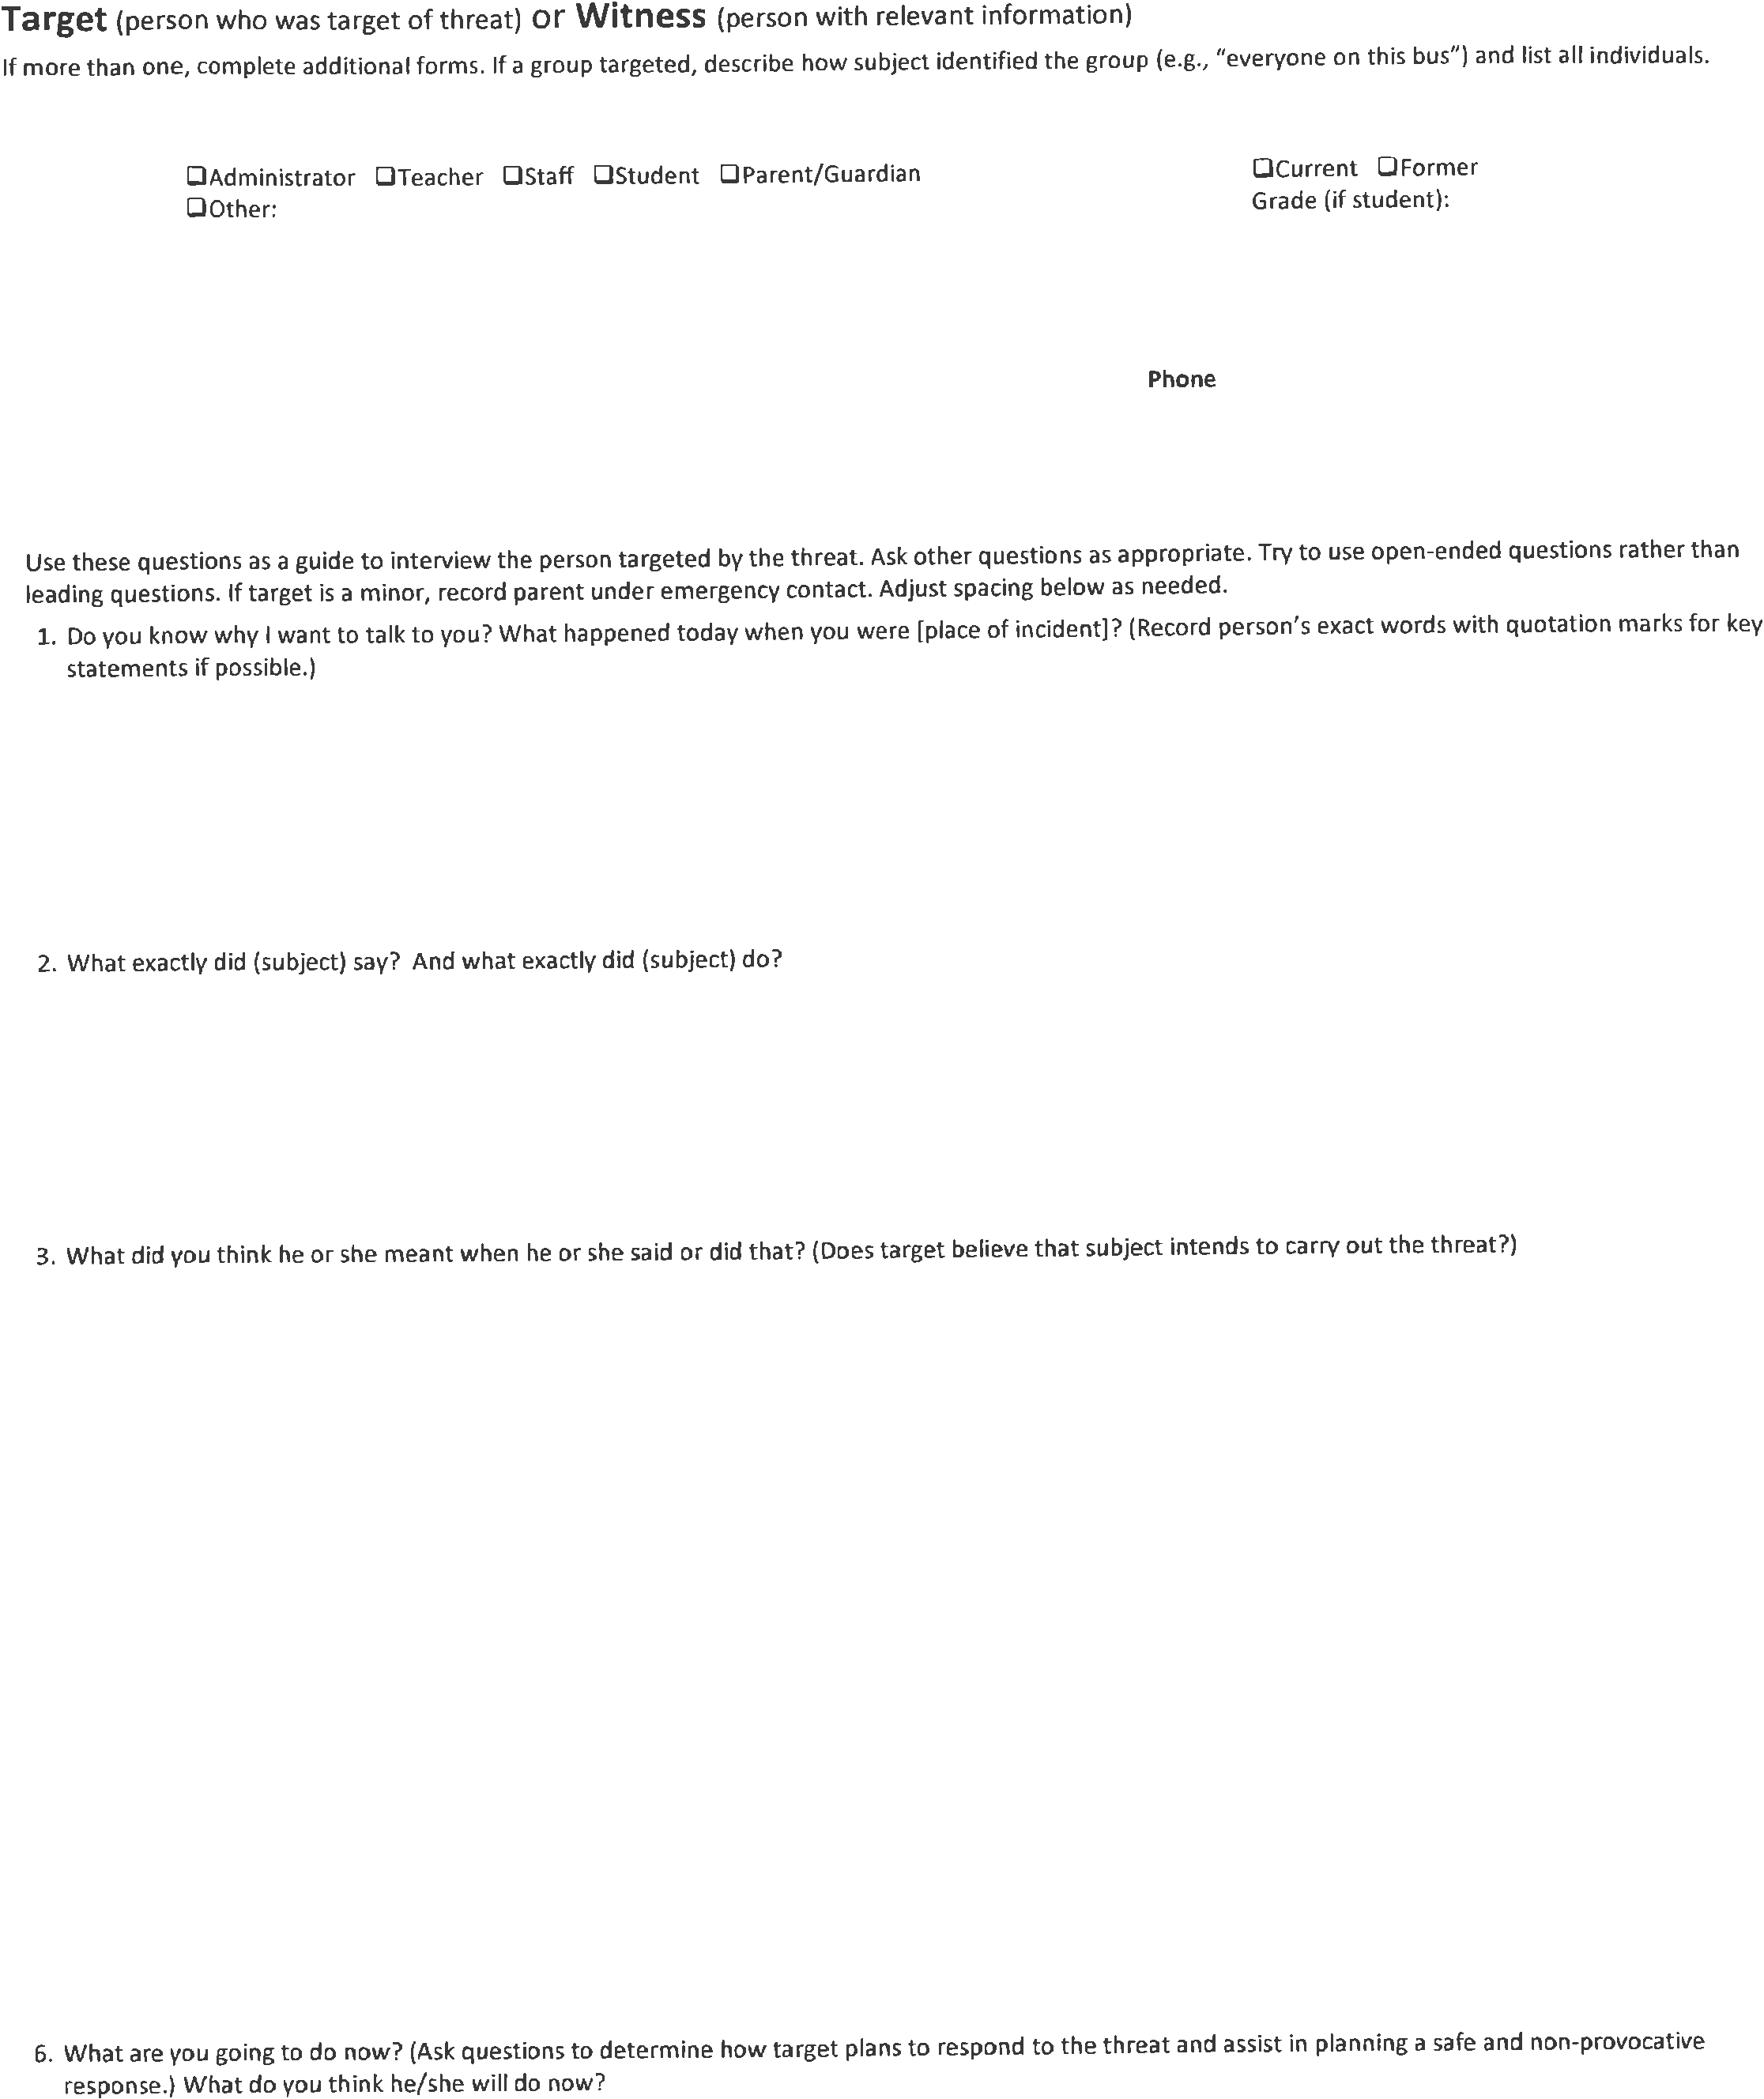 Target (person who was target of threat) or Witness (person with relevant information)
If more than one, complete additional forms. If a group targeted, describe how subject identified the group (e.g., "everyone on this bus") and list all individuals.
❑Administrator ❑Teacher ❑Staff ❑Student ❑Parent/Guardian
❑Current ❑Former
❑Other:
Grade (if student):
Phone
Use these questions as a guide to interview the person targeted by the threat. Ask other questions as appropriate. Try to use open-ended questions rather than
leading questions. If target is a minor, record parent under emergency contact. Adjust spacing below as needed.
1. Do you know why I want to talk to you? What happened today when you were [place of incident]? (Record person's exact words with quotation marks for key
statements if possible.)
2. What exactly did (subject) say? And what exactly did (subject) do?
3. What did you think he or she meant when he or she said or did that? (Does target believe that subject intends to carry out the threat?)
6. What are you going to do now? (Ask questions to determine how target plans to respond to the threat and assist in planning a safe and non-provocative
response.) What do you think he/she will do now?